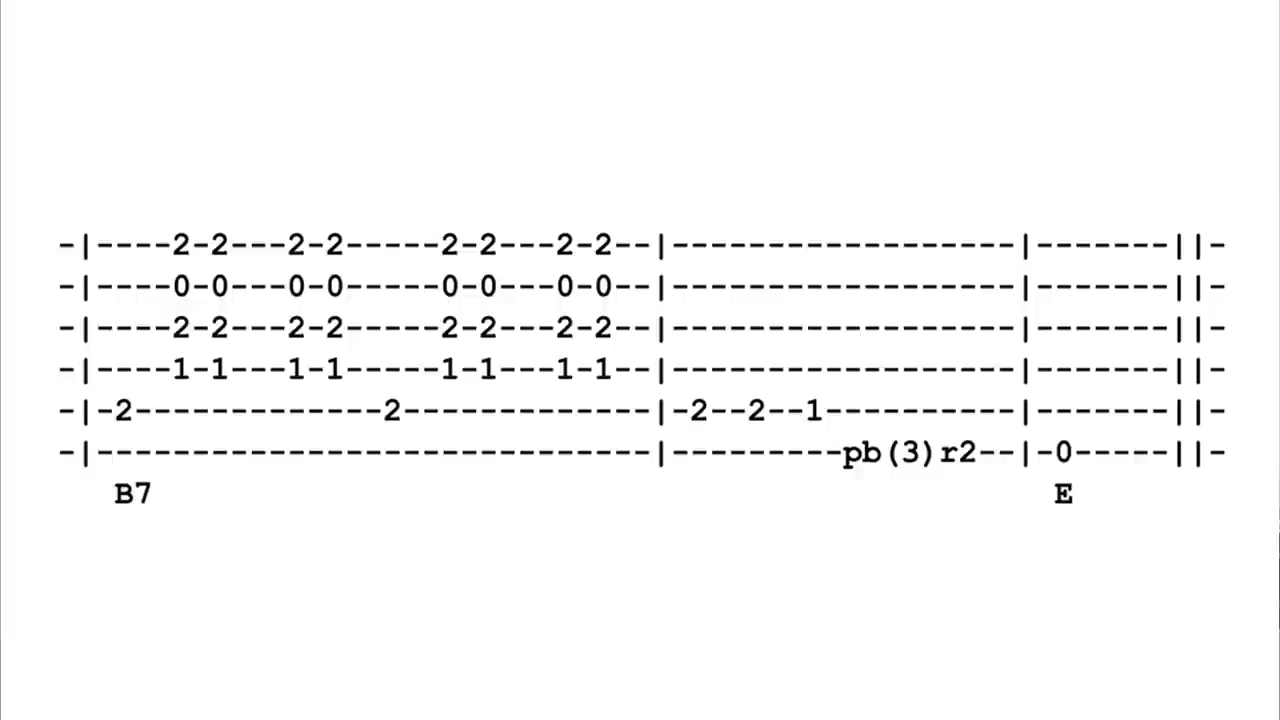 -|----2-2---2-2-----2-2---2-2--|------------------|-------||-
-|----0-0---0-0-----0-0---0-0--|------------------|-------||-
-|----2-2---2-2-----2-2---2-2--|------------------|-------||-
-|----1-1---1-1-----1-1---1-1--|------------------|-------||-
-|-2-------------2-------------|-2--2--1----------|-------||-
-|-----------------------------|---------pb(3)r2--|-0-----||-
B7 E